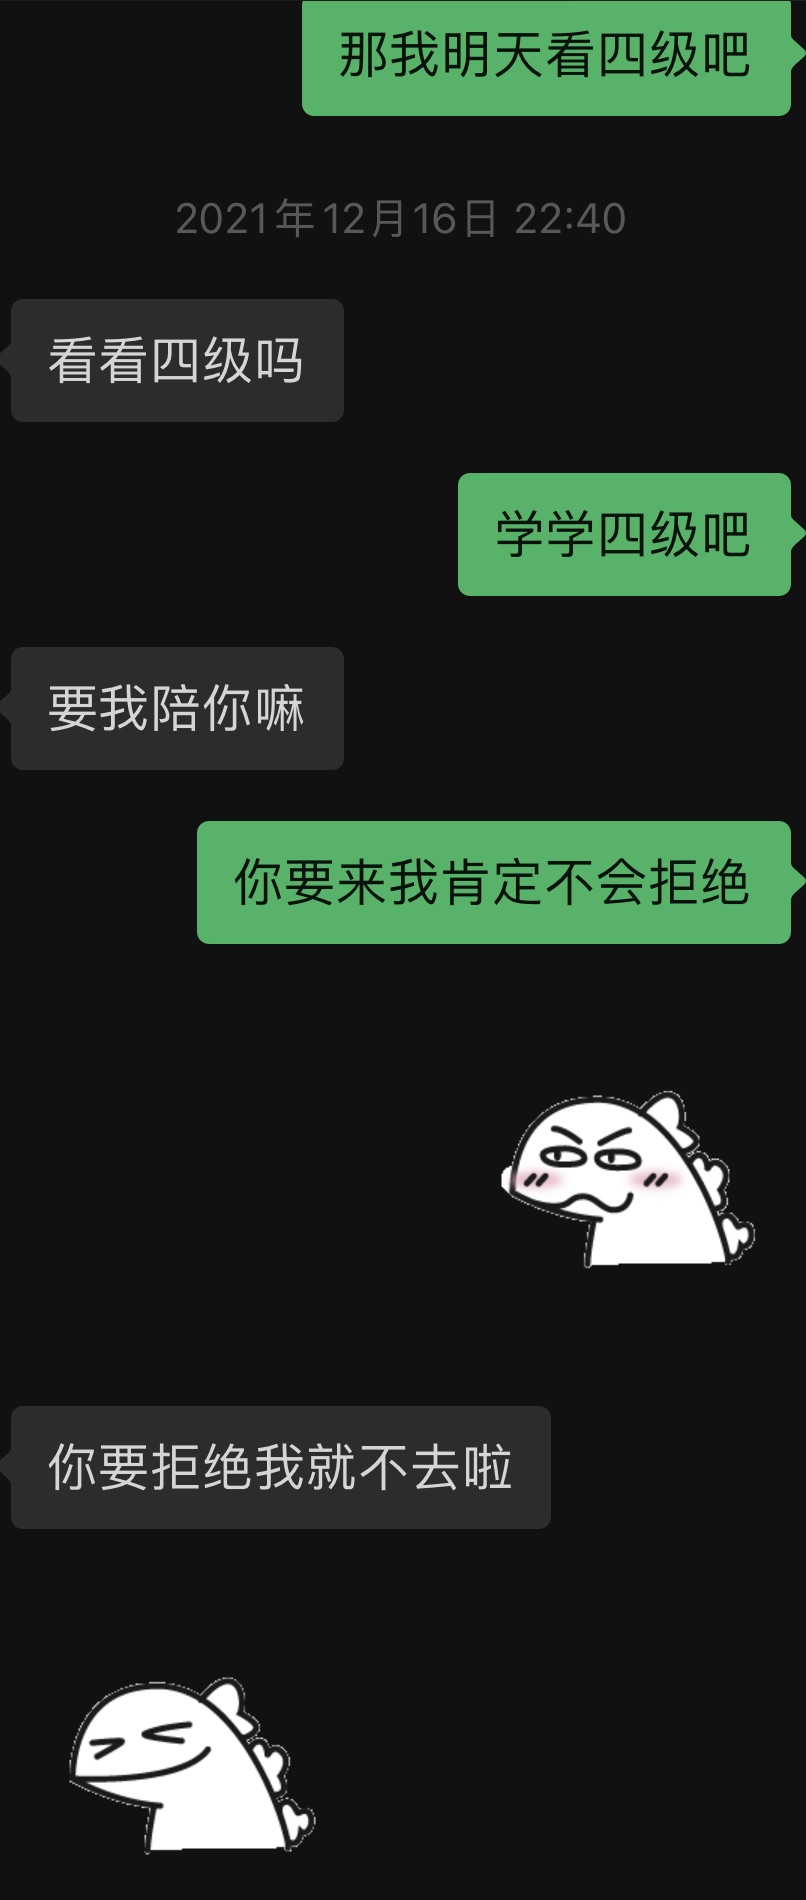 那我明天看四级吧
2021年12月16日 22:40
看看四级吗
学学四级吧
要我陪你嘛
你要来我肯定不会拒绝
你要拒绝我就不去啦